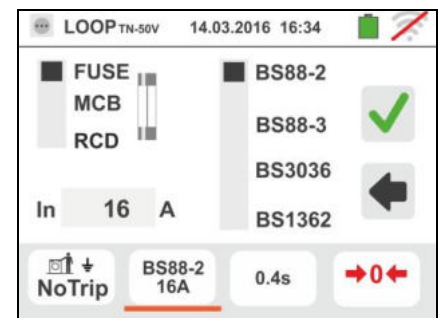 LOOP TN-50V 14.03.2016 16:34
FUSE
MCB
RCD
BS88-2
BS88-3
BS3036
BS1362
In 16 A
NoTrip
BS88-2
16A
0.4s
0